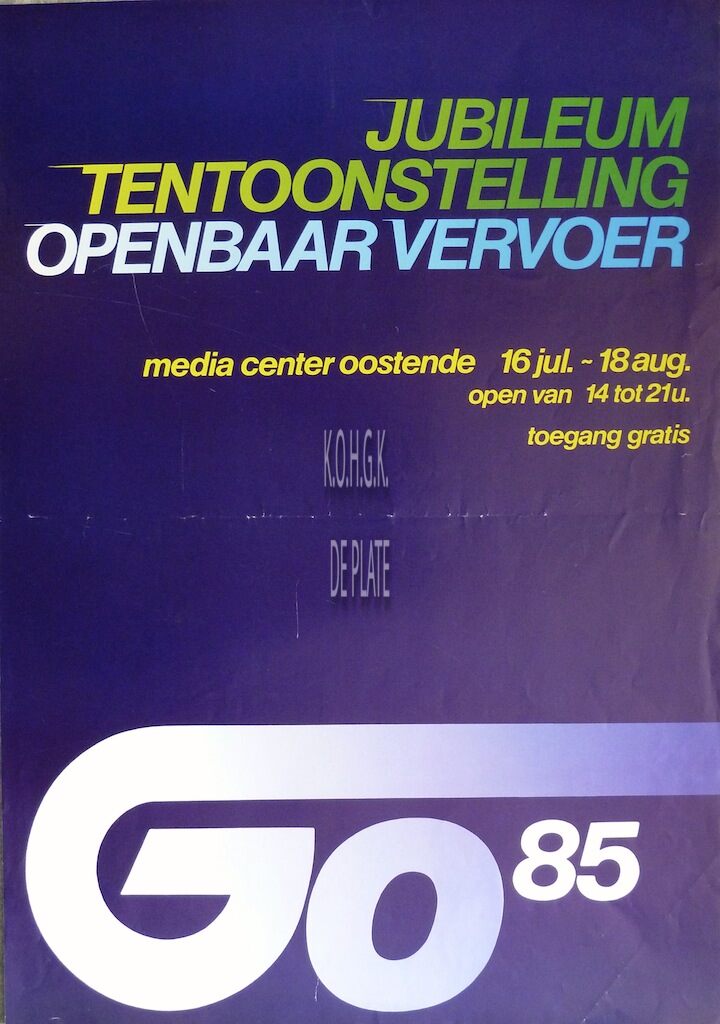 JUBILEUM
TENTOONSTELLING
OPENBAAR VERVOER
media center oostende 16 jul. ~ 18 aug.
open van 14 tot 21u.
toegang gratis
K.O.H.G.K.
DE PLATE
GO 85